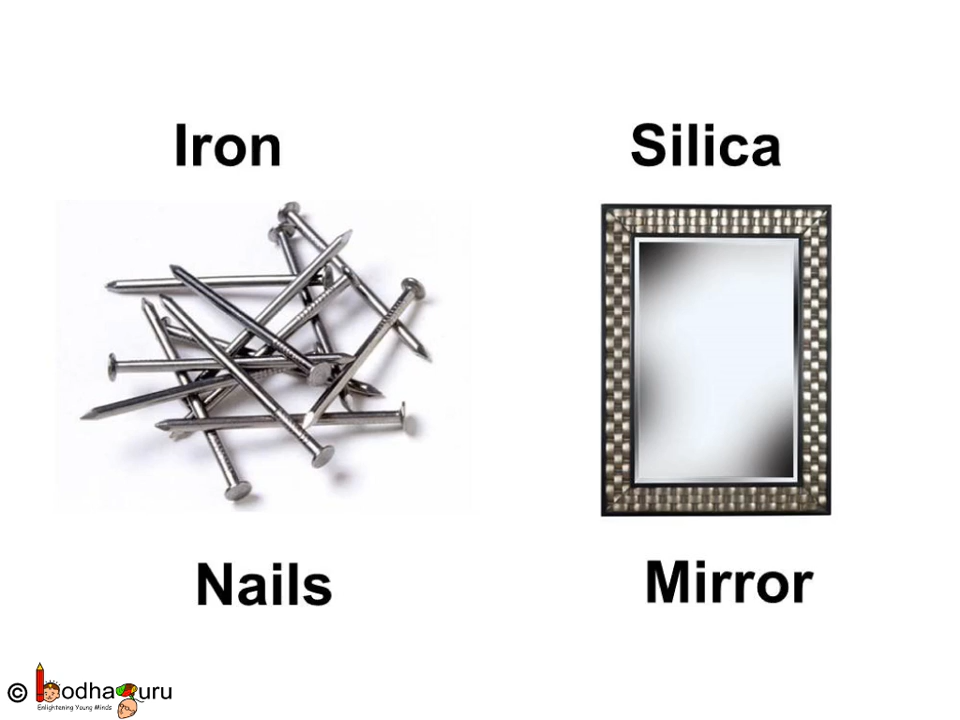 Iron
Silica
Nails
Mirror
© BodhaGuru
Enlightening Young Minds